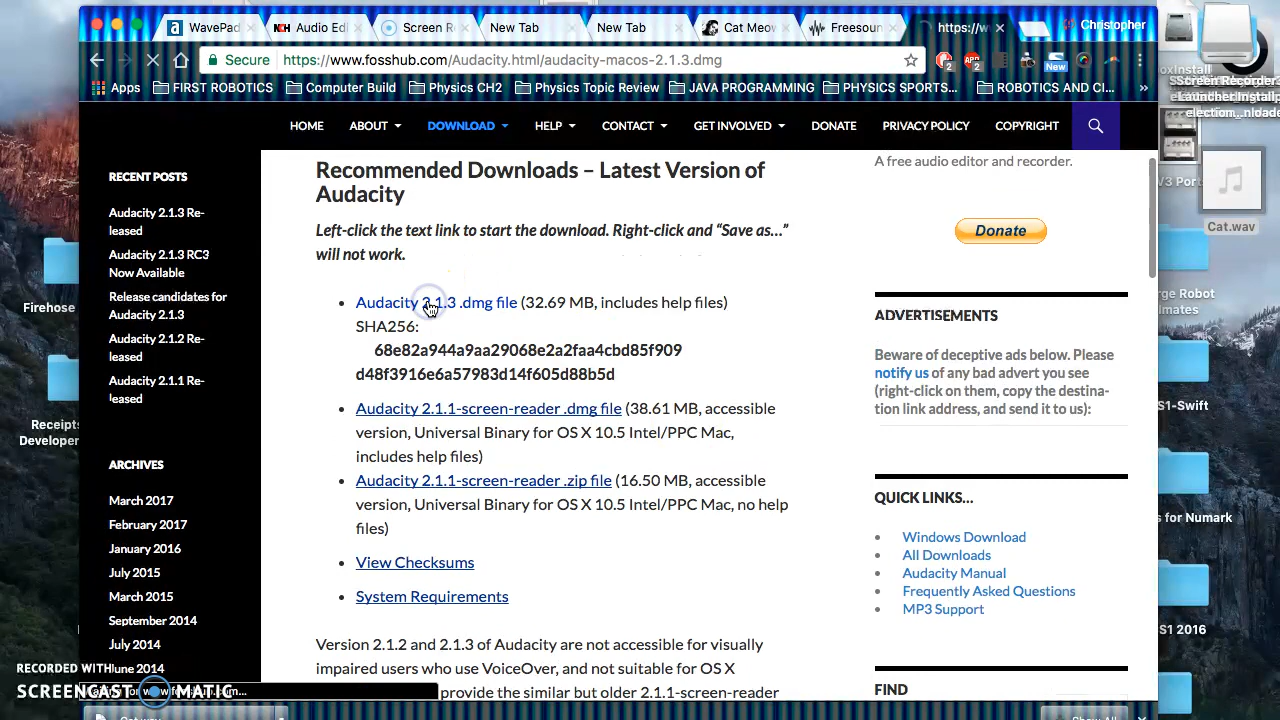 WavePad
Audio Edi
Screen R
New Tab
New Tab
Cat Meow
Freesoun
https://w
Christopher
Secure
https://www.fosshub.com/Audacity.html/audacity-macos-2.1.3.dmg
2
2
New
Apps
FIRST ROBOTICS
Computer Build
Physics CH2
Physics Topic Review
JAVA PROGRAMMING
PHYSICS SPORTS...
ROBOTICS AND CI...
»
HOME
ABOUT
DOWNLOAD
HELP
CONTACT
GET INVOLVED
DONATE
PRIVACY POLICY
COPYRIGHT
RECENT POSTS
Audacity 2.1.3 Re-
leased
Audacity 2.1.3 RC3
Now Available
Release candidates for
Audacity 2.1.3
Audacity 2.1.2 Re-
leased
Audacity 2.1.1 Re-
leased
ARCHIVES
March 2017
February 2017
January 2016
July 2015
March 2015
September 2014
July 2014
June 2014
Recommended Downloads – Latest Version of
Audacity
Left-click the text link to start the download. Right-click and “Save as...”
will not work.
Audacity 2.1.3 .dmg file (32.69 MB, includes help files)
SHA256:
68e82a944a9aa29068e2a2faa4cbd85f909
d48f3916e6a57983d14f605d88b5d
Audacity 2.1.1-screen-reader .dmg file (38.61 MB, accessible
version, Universal Binary for OS X 10.5 Intel/PPC Mac,
includes help files)
Audacity 2.1.1-screen-reader .zip file (16.50 MB, accessible
version, Universal Binary for OS X 10.5 Intel/PPC Mac, no help
files)
View Checksums
System Requirements
Version 2.1.2 and 2.1.3 of Audacity are not accessible for visually
impaired users who use VoiceOver, and not suitable for OS X
provide the similar but older 2.1.1-screen-reader
A free audio editor and recorder.
Donate
ADVERTISEMENTS
Beware of deceptive ads below. Please
notify us of any bad advert you see
(right-click on them, copy the destina-
tion link address, and send it to us):
QUICK LINKS...
Windows Download
All Downloads
Audacity Manual
Frequently Asked Questions
MP3 Support
FIND
Cat.wav
Firehose
Receipts
Developer
S1-Swift
s for Numark
S1 2016
RECORDED WITH
SCREENCAST MATIC
Cat.wav
Show All